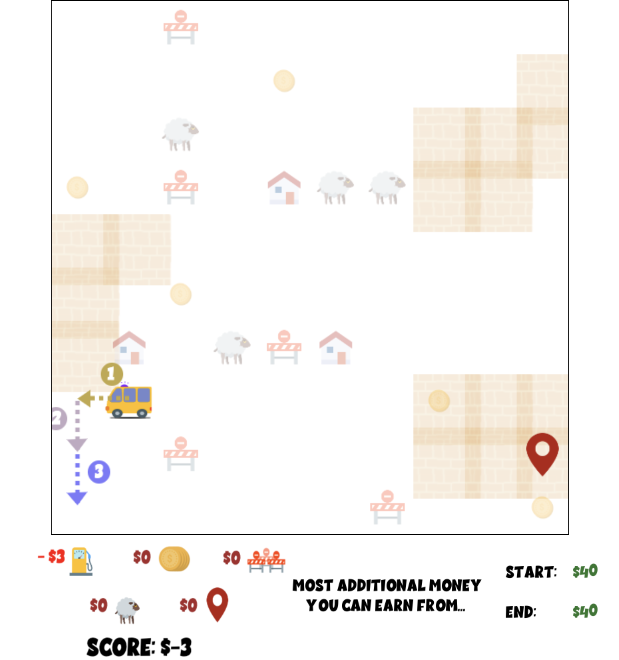 1
2
3
- $3 $0 $0
$0 $0
SCORE: $-3
MOST ADDITIONAL MONEY
YOU CAN EARN FROM...
START: $40
END: $40